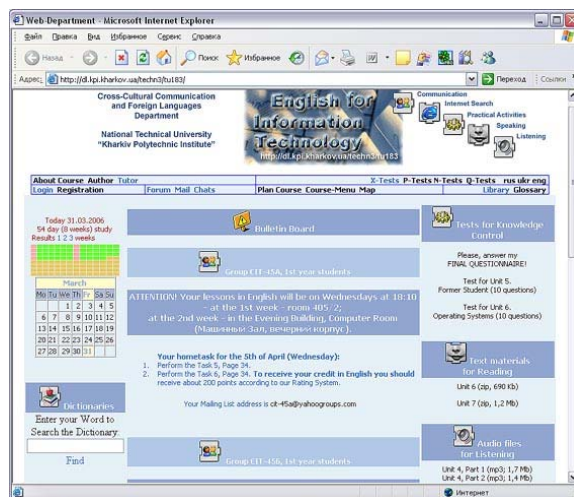 Web-Department - Microsoft Internet Explorer
Файл Правка Вид Избранное Сервис Справка
Назад Поиск Избранное
Адрес: http://dl.kpi.kharkov.ua/techn3/tu183/ Переход Ссылки
Cross-Cultural Communication
and Foreign Languages
Department
National Technical University
"Kharkiv Polytechnic Institute"
English for
Information
Technology
http://dl.kpi.kharkov.ua/techn3/tu183
Communication
Internet Search
Practical Activities
Speaking
Listening
About Course Author Tutor X-Tests P-Tests N-Tests Q-Tests rus ukr eng
Login Registration Forum Mail Chats Plan Course Course-Menu Map Library Glossary
Today 31.03.2006
54 day (8 weeks) study
Results 1 2 3 weeks
March
Mo Tu We Th Fr Sa Su
1 2 3 4 5
6 7 8 9 10 11 12
13 14 15 16 17 18 19
20 21 22 23 24 25 26
27 28 29 30 31
Dictionaries
Enter your Word to
Search the Dictionary:
Find
Bulletin Board
Group CIT-45A, 1st year students
ATTENTION! Your lessons in English will be on Wednesdays at 18:10
- at the 1st week - room 405/2;
at the 2nd week - in the Evening Building, Computer Room
(Машинный Зал, вечерний корпус).
Your hometask for the 5th of April (Wednesday):
1. Perform the Task 5, Page 34.
2. Perform the Task 6, Page 34. To receive your credit in English you should
receive about 200 points according to our Rating System.
Your Mailing List address is cit-45a@yahoogroups.com
Group CIT-45б, 1st year students
Tests for Knowledge
Control
Please, answer my
FINAL QUESTIONNAIRE!
Test for Unit 5.
Former Student (10 questions)
Test for Unit 6.
Operating Systems (10 questions)
Text materials
for Reading
Unit 6 (zip, 690 Kb)
Unit 7 (zip, 1,2 Mb)
Audio files
for Listening
Unit 4, Part 1 (mp3; 1,7 Mb)
Unit 4, Part 2 (mp3; 1,4 Mb)
Интернет